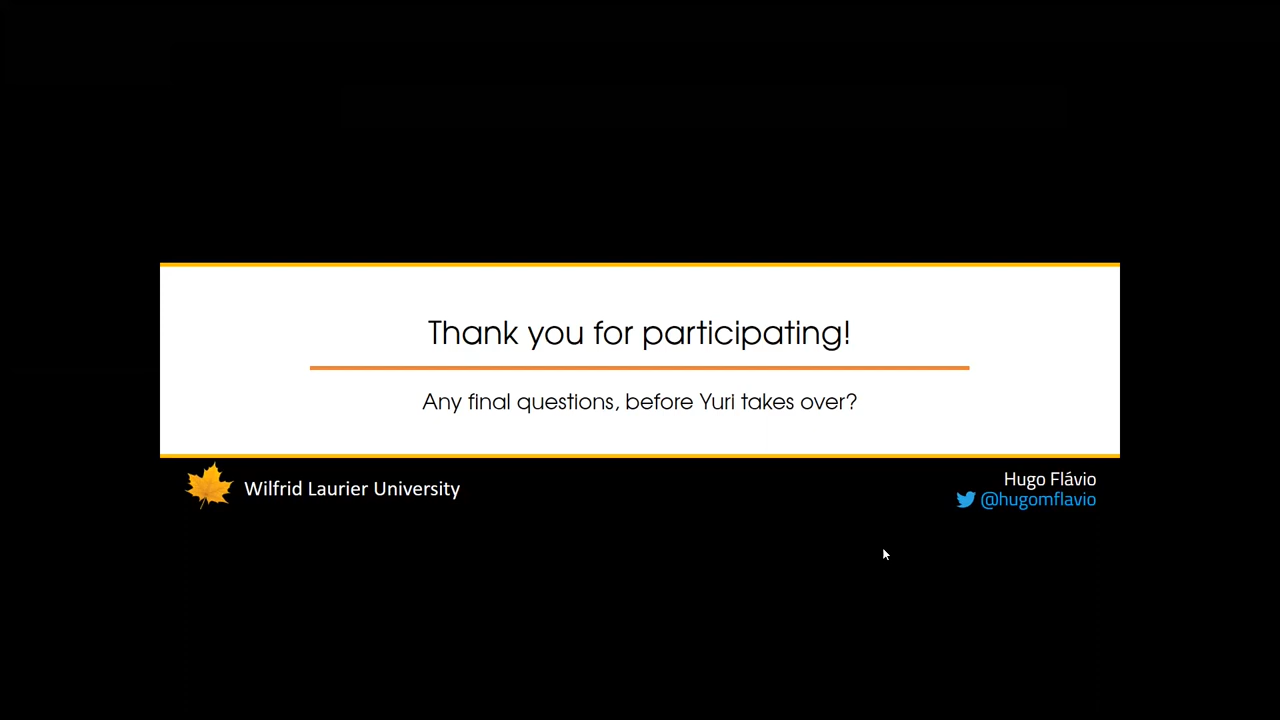 Thank you for participating!
Any final questions, before Yuri takes over?
Wilfrid Laurier University
Hugo Flávio
@hugomflavio